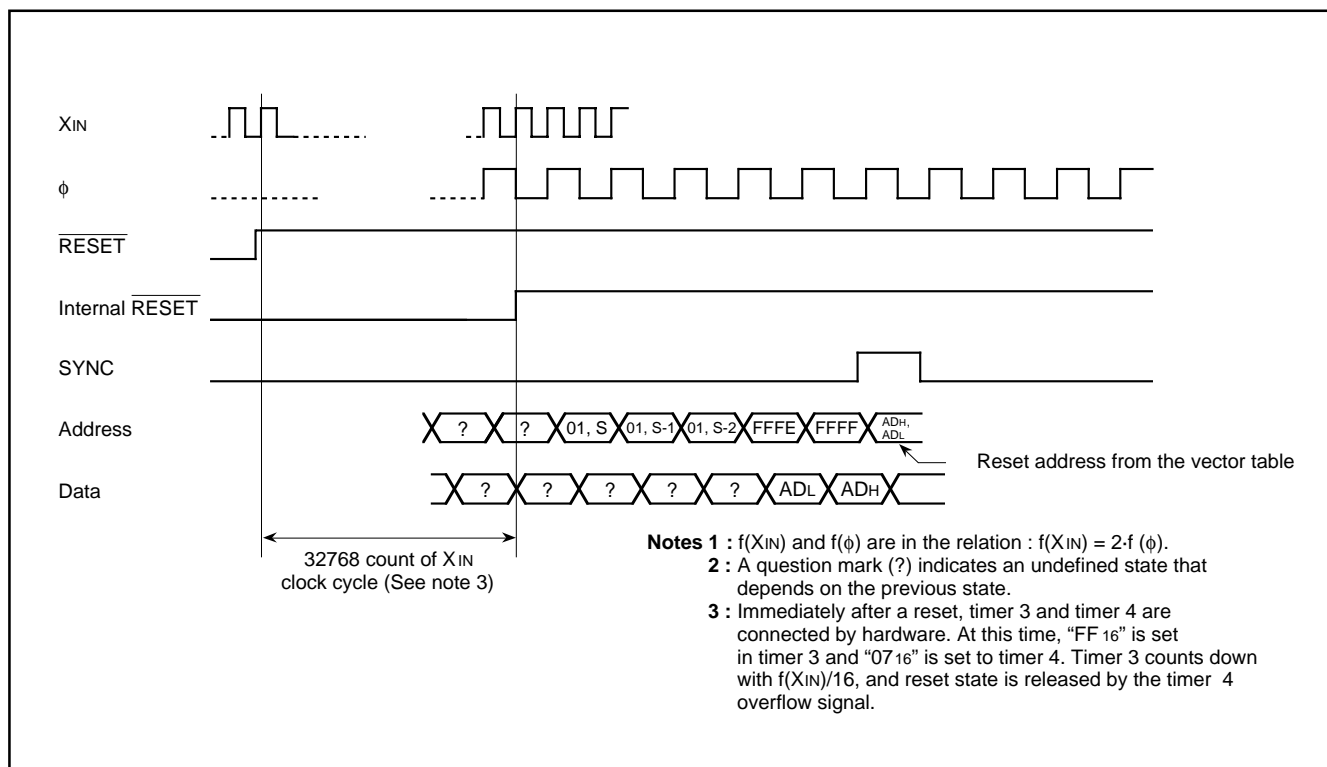 XIN
ϕ
RESET
Internal RESET
SYNC
Address
? ? 01, S 01, S-1 01, S-2 FFFE FFFF ADH,
ADL
Reset address from the vector table
Data
? ? ? ? ? ADL ADH
32768 count of XIN
clock cycle (See note 3)
Notes 1 : f(XIN) and f(ϕ) are in the relation : f(XIN) = 2·f (ϕ).
2 : A question mark (?) indicates an undefined state that
depends on the previous state.
3 : Immediately after a reset, timer 3 and timer 4 are
connected by hardware. At this time, “FF 16” is set
in timer 3 and “0716” is set to timer 4. Timer 3 counts down
with f(XIN)/16, and reset state is released by the timer 4
overflow signal.